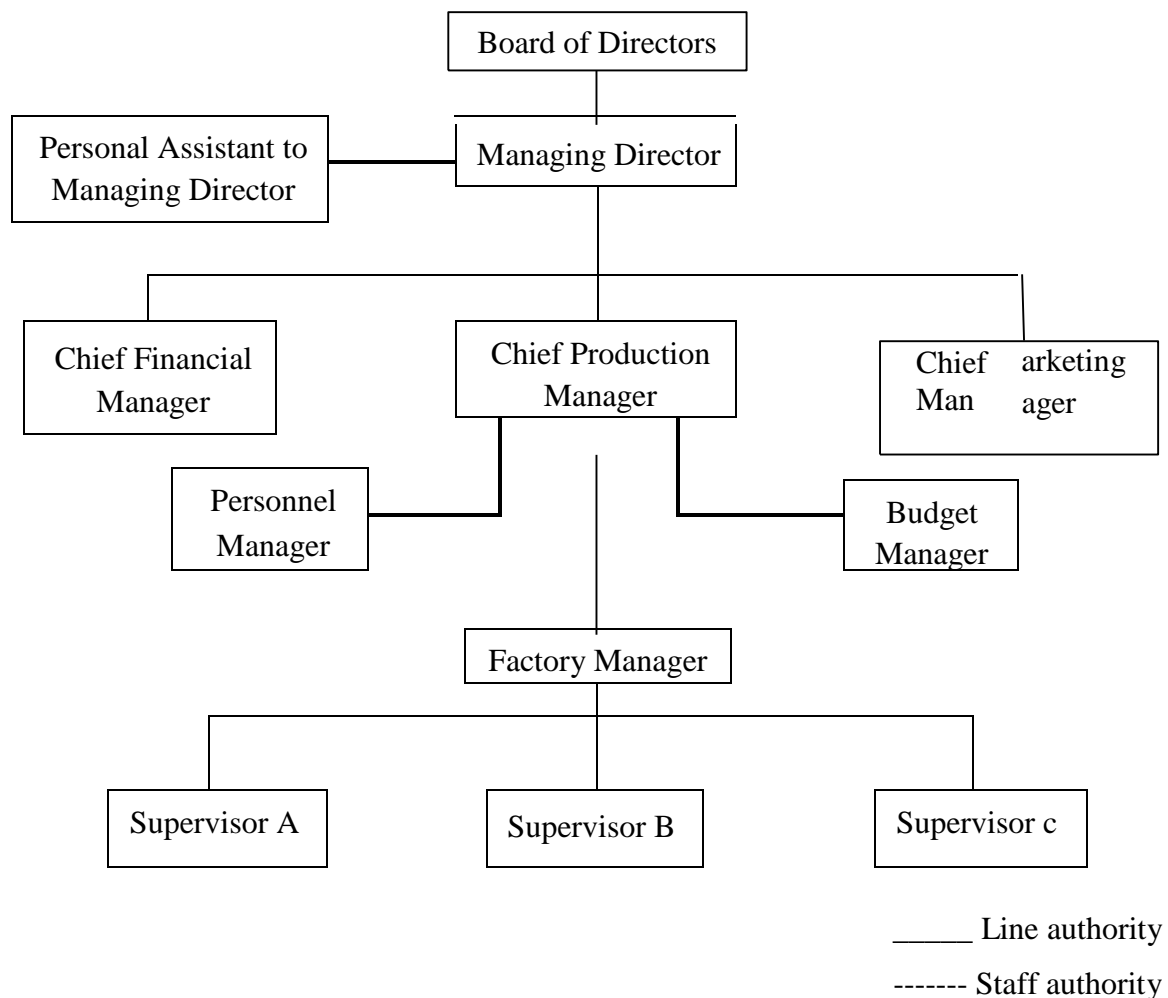 Board of Directors
Personal Assistant to
Managing Director
Managing Director
Chief Financial
Manager
Chief Production
Manager
Chief arketing
Man ager
Personnel
Manager
Budget
Manager
Factory Manager
Supervisor A
Supervisor B
Supervisor c
_____ Line authority
------- Staff authority